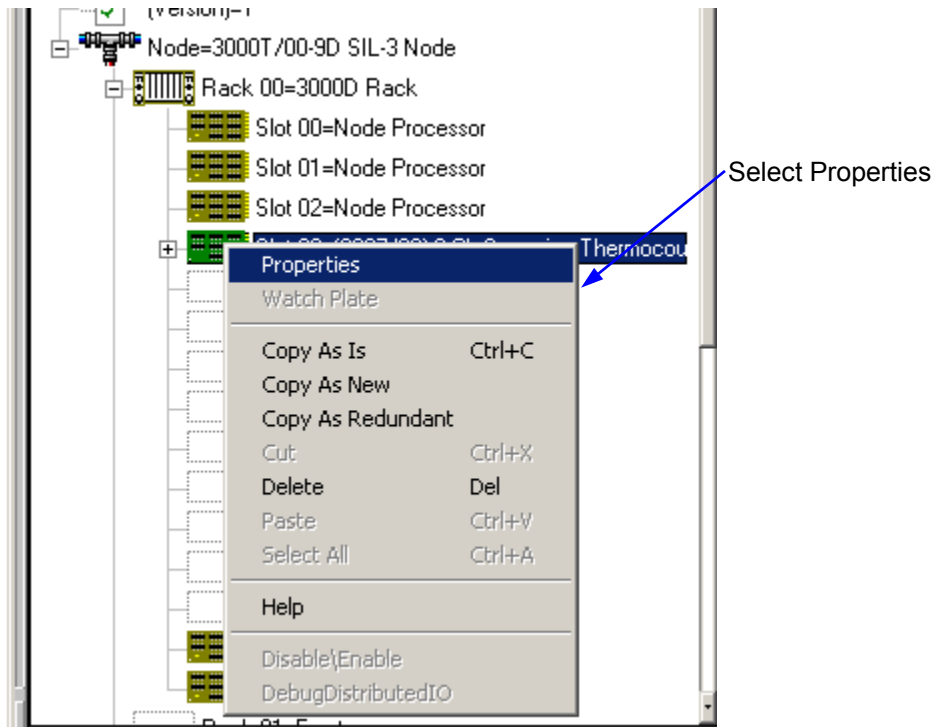 (Version)=1
Node=3000T/00-9D SIL-3 Node
Rack 00=3000D Rack
Slot 00=Node Processor
Slot 01=Node Processor
Select Properties
Slot 02=Node Processor
Thermocou
Properties
Watch Plate
Copy As Is Ctrl+C
Copy As New
Copy As Redundant
Cut Ctrl+X
Delete Del
Paste Ctrl+V
Select All Ctrl+A
Help
Disable\Enable
DebugDistributedIO